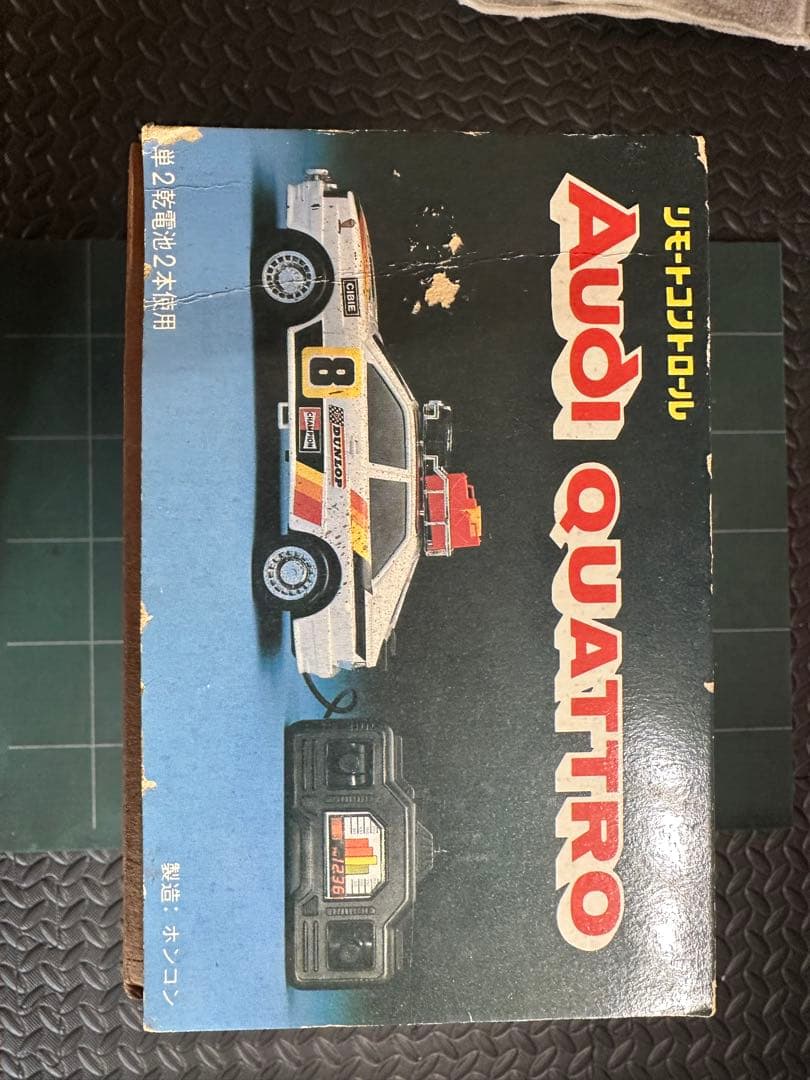 リモートコントロール
AUDI QUATTRO
CIBIE
8
CHAMPION
DUNLOP
1236
単2乾電池2本使用
製造：ホンコン